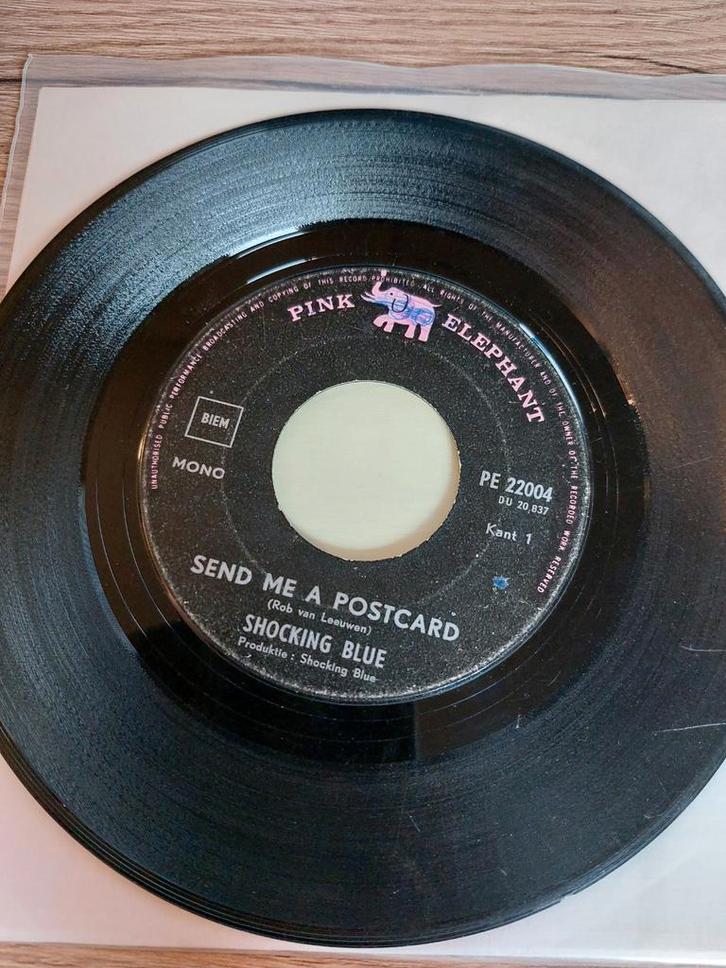 UNAUTHORISED PUBLIC PERFORMANCE BROADCASTING AND COPYING OF THIS RECORD PROHIBITED. ALL RIGHTS OF THE MANUFACTURER AND OF THE OWNER OF THE RECORDED WORK RESERVED
PINK ELEPHANT
BIEM
MONO
PE 22004
DU 20.837
Kant 1
SEND ME A POSTCARD
(Rob van Leeuwen)
SHOCKING BLUE
Produktie : Shocking Blue